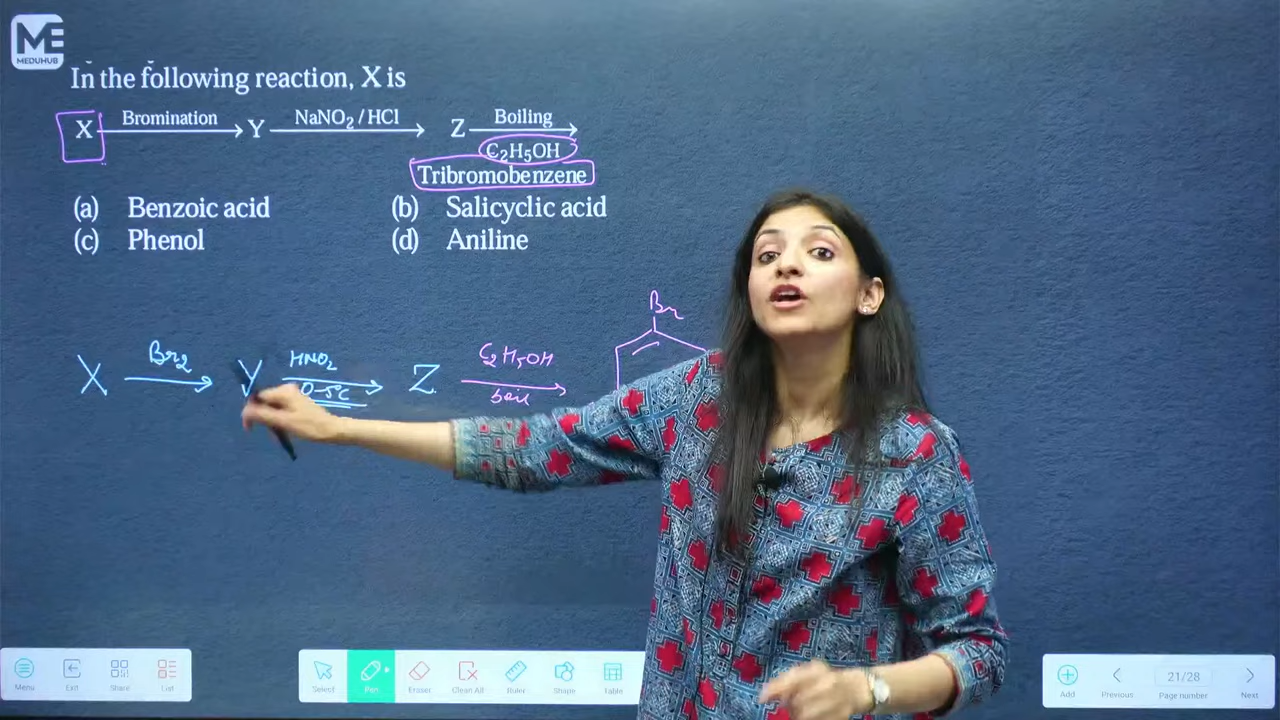 ME
MEDUHUB
In the following reaction, X is
X Bromination Y NaNO2/HCl Z Boiling
C2H5OH
Tribromobenzene
(a) Benzoic acid (b) Salicyclic acid
(c) Phenol (d) Aniline
Br
X Br2 Y HNO2 Z C2H5OH
0-5°C boil
Menu Exit Share List Select Pen Eraser Clean All Ruler Shape Table Add Previous 21/28 Page number Next